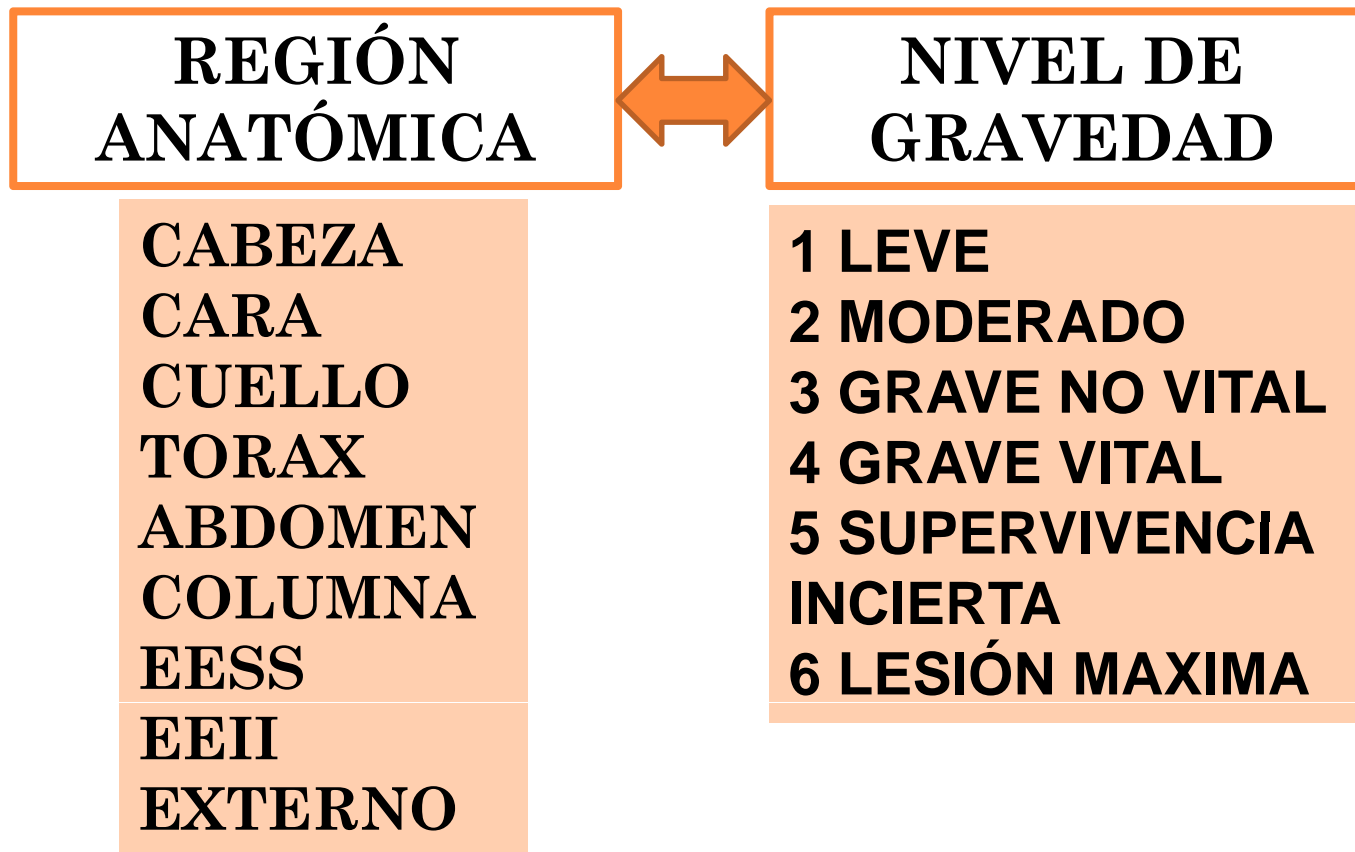 REGIÓN
ANATÓMICA
CABEZA
CARA
CUELLO
TORAX
ABDOMEN
COLUMNA
EESS
EEII
EXTERNO
NIVEL DE
GRAVEDAD
1 LEVE
2 MODERADO
3 GRAVE NO VITAL
4 GRAVE VITAL
5 SUPERVIVENCIA
INCIERTA
6 LESIÓN MAXIMA